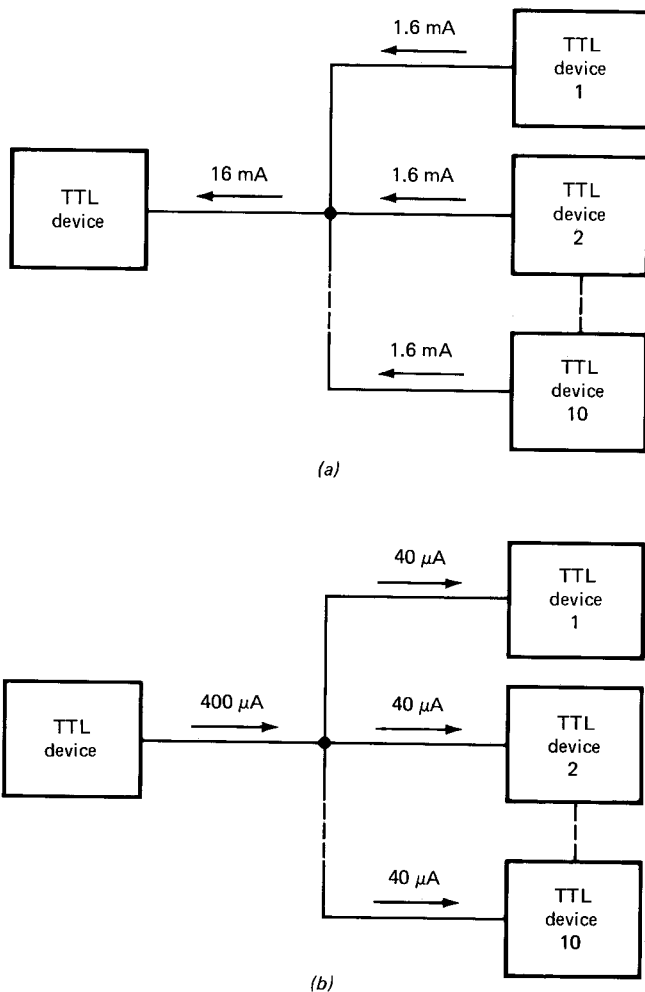 1.6 mA
TTL
device
1
16 mA
TTL
device
1.6 mA
TTL
device
2
1.6 mA
TTL
device
10
(a)
40 μA
TTL
device
1
400 μA
TTL
device
40 μA
TTL
device
2
40 μA
TTL
device
10
(b)